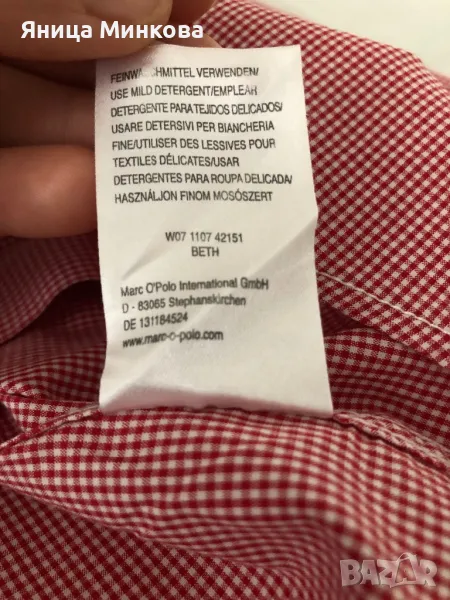 Яница Минкова
FEINWASCHMITTEL VERWENDEN/
USE MILD DETERGENT/EMPLEAR
DETERGENTE PARA TEJIDOS DELICADOS/
USARE DETERSIVI PER BIANCHERIA
FINE/UTILISER DES LESSIVES POUR
TEXTILES DÉLICATES/USAR
DETERGENTES PARA ROUPA DELICADA/
HASZNÁLJON FINOM MOSÓSZERT
W07 1107 42151
BETH
Marc O'Polo International GmbH
D - 83065 Stephanskirchen
DE 131184524
www.marc-o-polo.com
BAZAR